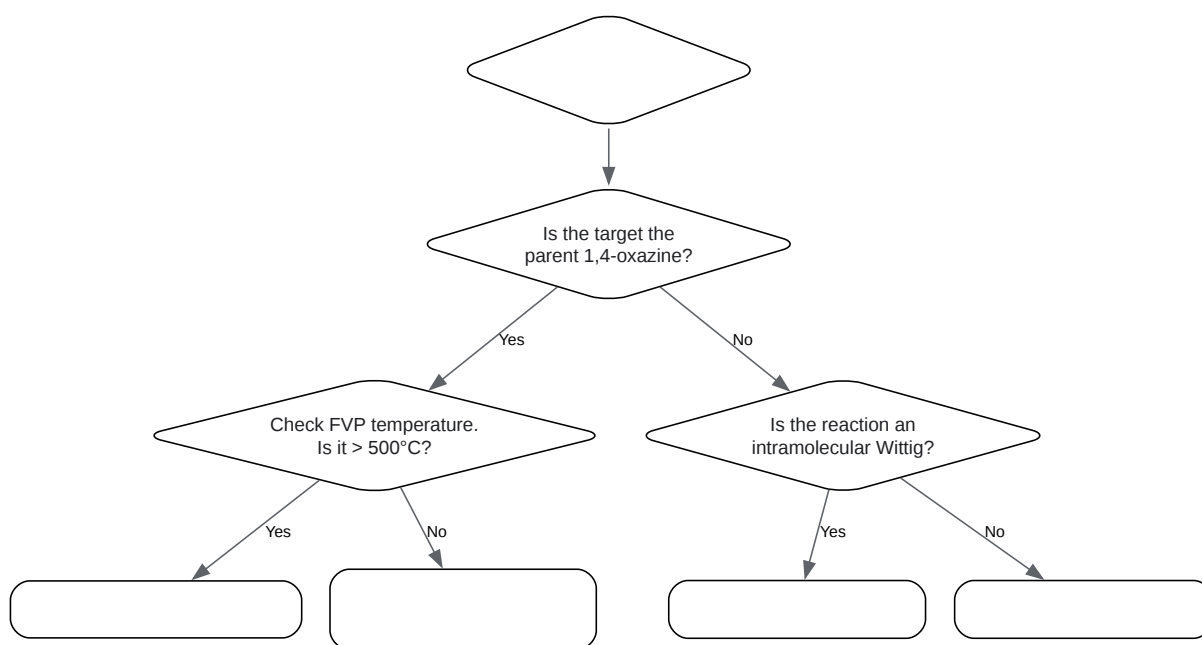 Is the target the
parent 1,4-oxazine?
Yes
No
Check FVP temperature.
Is it > 500°C?
Is the reaction an
intramolecular Wittig?
Yes
No
Yes
No